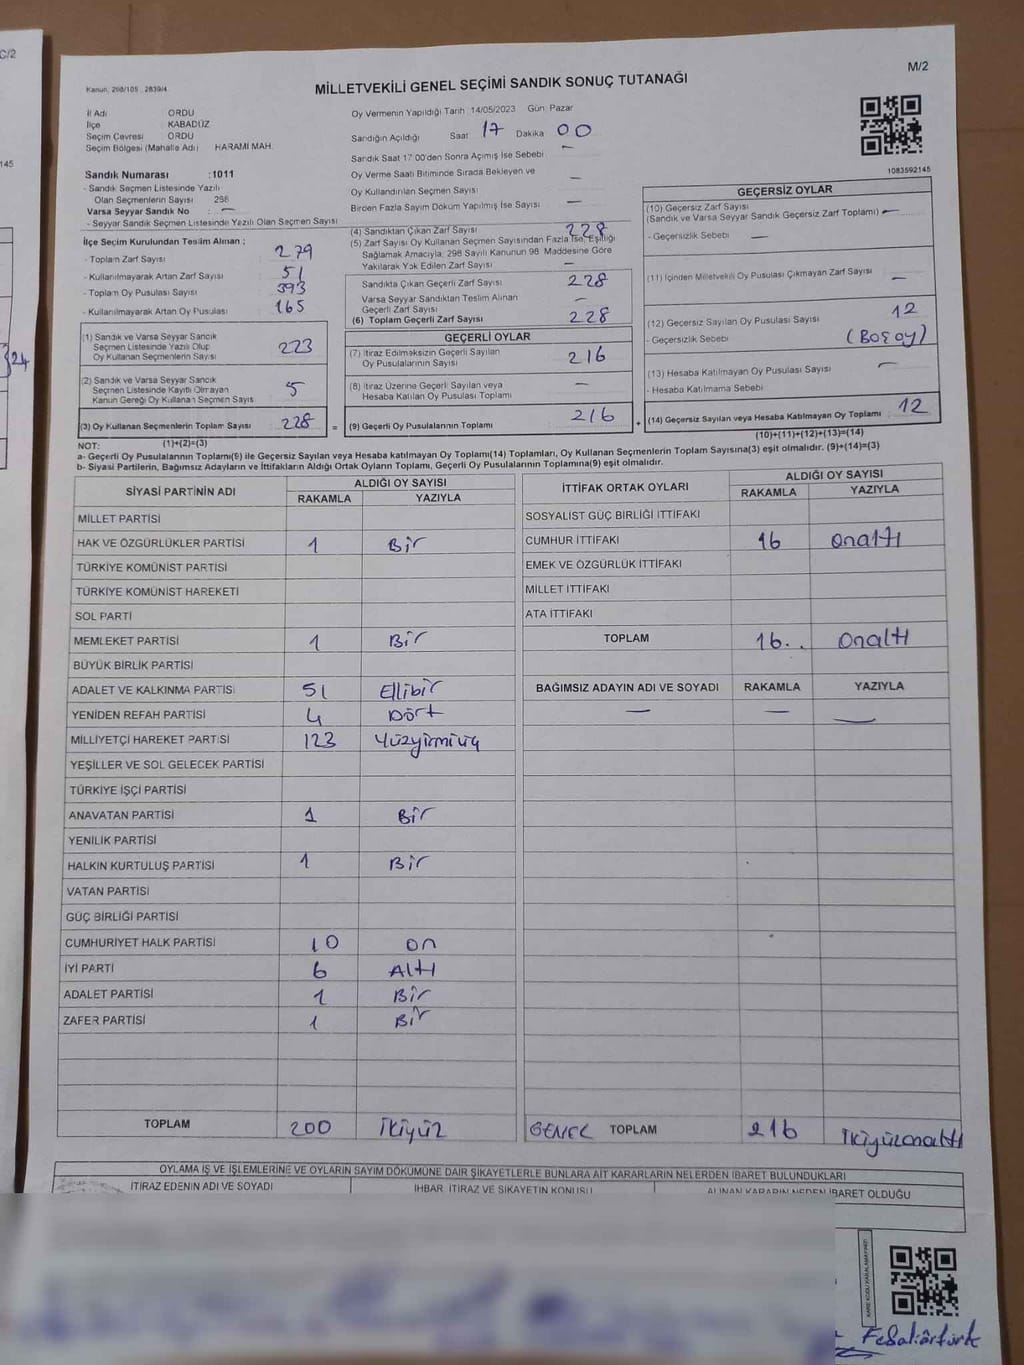 C/2
M/2
Kanun, 298/105 , 2839/4
MİLLETVEKİLİ GENEL SEÇİMİ SANDIK SONUÇ TUTANAĞI
İl Adı ORDU
İlçe KABADÜZ
Seçim Çevresi ORDU
Seçim Bölgesi (Mahalle Adı) HARAMİ MAH.
Sandık Numarası :1011
- Sandık Seçmen Listesinde Yazılı
Olan Seçmenlerin Sayısı 256
Varsa Seyyar Sandık No : —
- Seyyar Sandık Seçmen Listesinde Yazılı Olan Seçmen Sayısı
Oy Vermenin Yapıldığı Tarih 14/05/2023 Gün: Pazar
Sandığın Açıldığı Saat 17 Dakika 00
Sandık Saat 17:00'den Sonra Açımış İse Sebebi —
Oy Verme Saati Bitiminde Sırada Bekleyen ve
Oy Kullandırılan Seçmen Sayısı —
Birden Fazla Sayım Döküm Yapılmış İse Sayısı —
1083592145
145
İlçe Seçim Kurulundan Teslim Alınan ;
- Toplam Zarf Sayısı 279
- Kullanılmayarak Artan Zarf Sayısı 51
- Toplam Oy Pusulası Sayısı 393
- Kullanılmayarak Artan Oy Pusulası 165
(4) Sandıktan Çıkan Zarf Sayısı 228
(5) Zarf Sayısı Oy Kullanan Seçmen Sayısından Fazla İse, Eşitliği
Sağlamak Amacıyla; 298 Sayılı Kanunun 98. Maddesine Göre
Yakılarak Yok Edilen Zarf Sayısı —
Sandıkta Çıkan Geçerli Zarf Sayısı 228
Varsa Seyyar Sandıktan Teslim Alınan
Geçerli Zarf Sayısı —
(6) Toplam Geçerli Zarf Sayısı 228
GEÇERSİZ OYLAR
(10) Geçersiz Zarf Sayısı
(Sandık ve Varsa Seyyar Sandık Geçersiz Zarf Toplamı) —
- Geçersizlik Sebebi —
(11) İçinden Milletvekili Oy Pusulası Çıkmayan Zarf Sayısı —
(12) Geçersiz Sayılan Oy Pusulası Sayısı 12
- Geçersizlik Sebebi (Boş oy)
(13) Hesaba Katılmayan Oy Pusulası Sayısı —
- Hesaba Katılmama Sebebi
(14) Geçersiz Sayılan veya Hesaba Katılmayan Oy Toplamı 12
(10)+(11)+(12)+(13)=(14)
(1) Sandık ve Varsa Seyyar Sandık
Seçmen Listesinde Yazılı Olup
Oy Kullanan Seçmenlerin Sayısı 223
(2) Sandık ve Varsa Seyyar Sandık
Seçmen Listesinde Kayıtlı Olmayan
Kanun Gereği Oy Kullanan Seçmen Sayıs 5
(3) Oy Kullanan Seçmenlerin Toplam Sayısı 228 =
(1)+(2)=(3)
}24
GEÇERLİ OYLAR
(7) İtiraz Edilmeksizin Geçerli Sayılan
Oy Pusulalarının Sayısı 216
(8) İtiraz Üzerine Geçerli Sayılan veya
Hesaba Katılan Oy Pusulası Toplamı —
(9) Geçerli Oy Pusulalarının Toplamı 216 +
NOT:
a- Geçerli Oy Pusulalarının Toplamı(9) ile Geçersiz Sayılan veya Hesaba katılmayan Oy Toplamı(14) Toplamları, Oy Kullanan Seçmenlerin Toplam Sayısına(3) eşit olmalıdır. (9)+(14)=(3)
b- Siyasi Partilerin, Bağımsız Adayların ve İttifakların Aldığı Ortak Oyların Toplamı, Geçerli Oy Pusulalarının Toplamına(9) eşit olmalıdır.
SİYASİ PARTİNİN ADI ALDIĞI OY SAYISI
RAKAMLA YAZIYLA
MİLLET PARTİSİ
HAK VE ÖZGÜRLÜKLER PARTİSİ 1 Bir
TÜRKİYE KOMÜNİST PARTİSİ
TÜRKİYE KOMÜNİST HAREKETİ
SOL PARTİ
MEMLEKET PARTİSİ 1 Bir
BÜYÜK BİRLİK PARTİSİ
ADALET VE KALKINMA PARTİSİ 51 Ellibir
YENİDEN REFAH PARTİSİ 4 Dört
MİLLİYETÇİ HAREKET PARTİSİ 123 Yüzyirmiüç
YEŞİLLER VE SOL GELECEK PARTİSİ
TÜRKİYE İŞÇİ PARTİSİ
ANAVATAN PARTİSİ 1 Bir
YENİLİK PARTİSİ
HALKIN KURTULUŞ PARTİSİ 1 Bir
VATAN PARTİSİ
GÜÇ BİRLİĞİ PARTİSİ
CUMHURİYET HALK PARTİSİ 10 on
İYİ PARTİ 6 Altı
ADALET PARTİSİ 1 Bir
ZAFER PARTİSİ 1 Bir
TOPLAM 200 ikiyüz
İTTİFAK ORTAK OYLARI ALDIĞI OY SAYISI
RAKAMLA YAZIYLA
SOSYALİST GÜÇ BİRLİĞİ İTTİFAKI
CUMHUR İTTİFAKI 16 onaltı
EMEK VE ÖZGÜRLÜK İTTİFAKI
MİLLET İTTİFAKI
ATA İTTİFAKI
TOPLAM 16.. onaltı
BAĞIMSIZ ADAYIN ADI VE SOYADI RAKAMLA YAZIYLA
— — —
GENEL TOPLAM 216 ikiyüzonaltı
OYLAMA İŞ VE İŞLEMLERİNE VE OYLARIN SAYIM DÖKÜMÜNE DAİR ŞİKAYETLERLE BUNLARA AİT KARARLARIN NELERDEN İBARET BULUNDUKLARI
İTİRAZ EDENİN ADI VE SOYADI İHBAR, İTİRAZ VE ŞİKAYETİN KONUSU ALINAN KARARIN NEDEN İBARET OLDUĞU